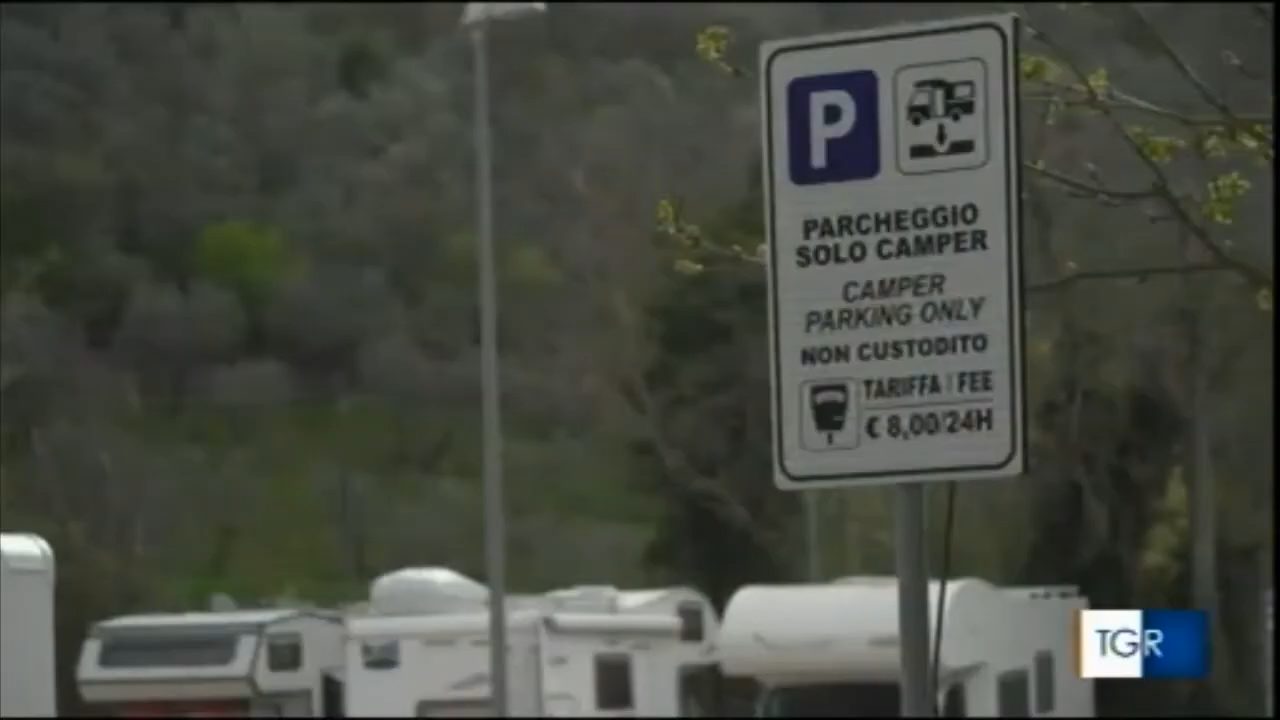 P
PARCHEGGIO
SOLO CAMPER
CAMPER
PARKING ONLY
NON CUSTODITO
TARIFFA | FEE
€ 8,00/24H
TGR